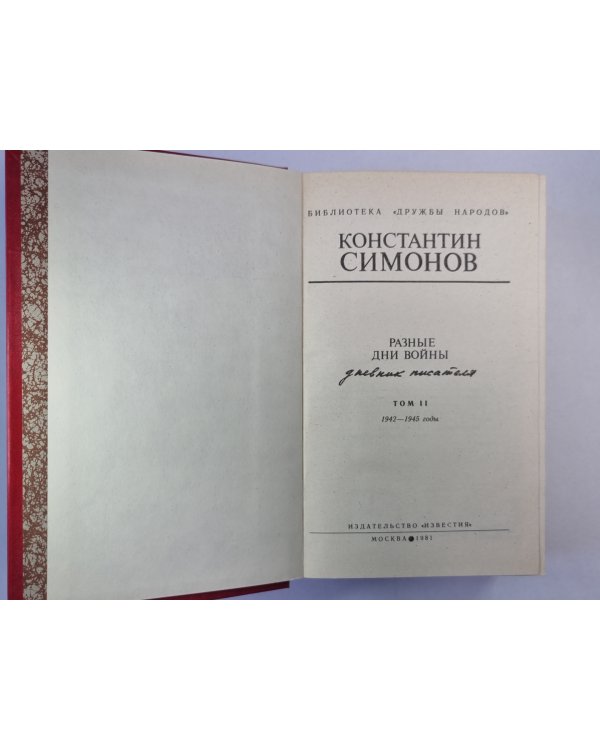 БИБЛИОТЕКА «ДРУЖБЫ НАРОДОВ»
КОНСТАНТИН
СИМОНОВ
РАЗНЫЕ
ДНИ ВОЙНЫ
дневник писателя
ТОМ II
1942—1945 годы
ИЗДАТЕЛЬСТВО «ИЗВЕСТИЯ»
МОСКВА ● 1981